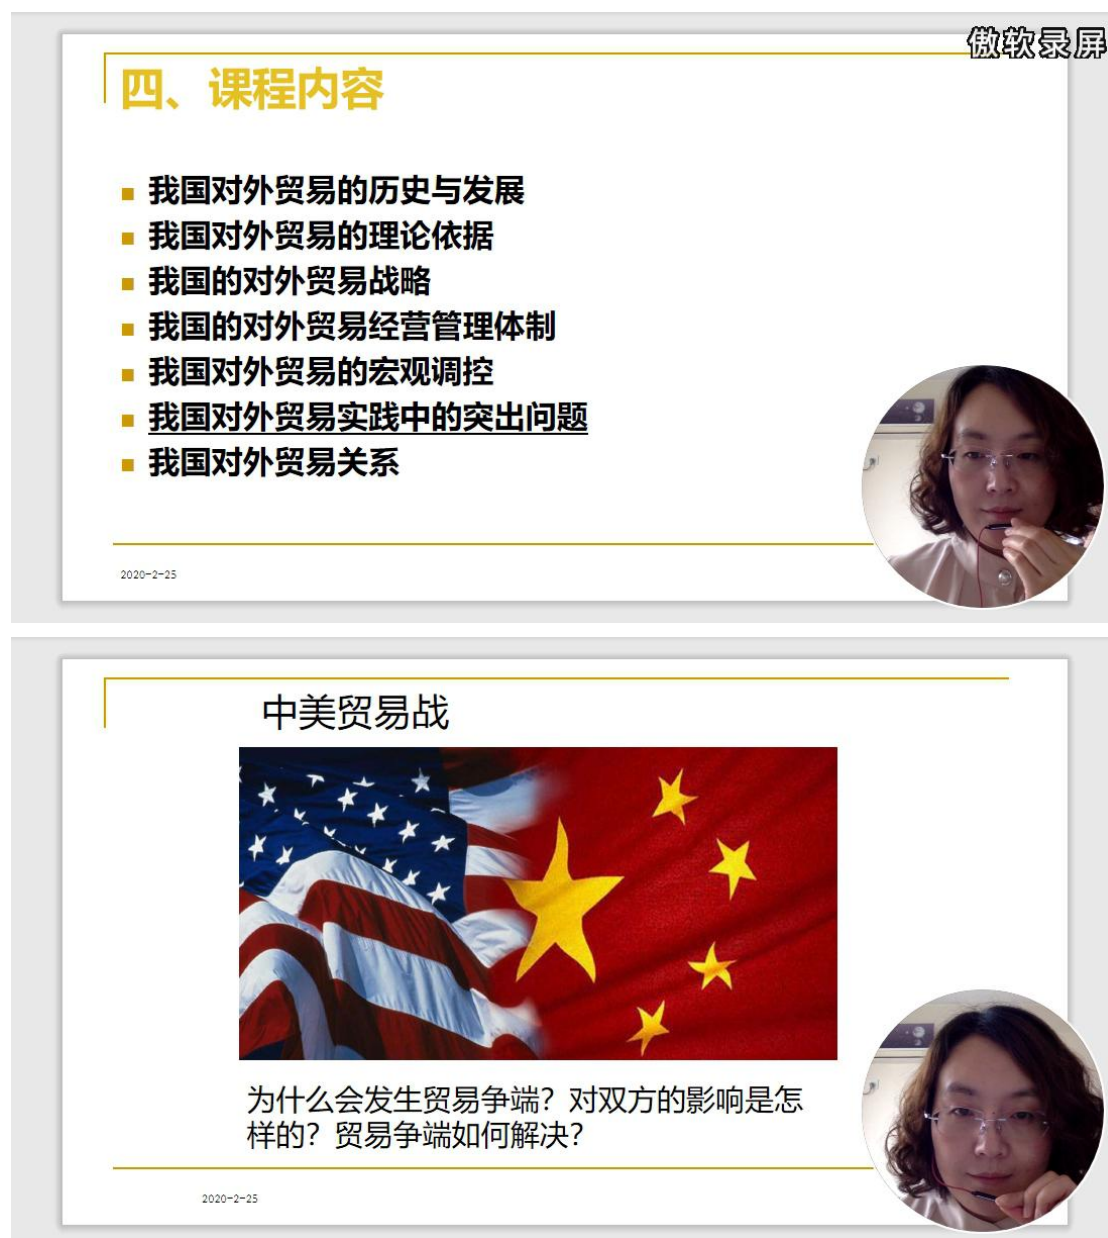 傲软录屏
四、课程内容
■ 我国对外贸易的历史与发展
■ 我国对外贸易的理论依据
■ 我国的对外贸易战略
■ 我国的对外贸易经营管理体制
■ 我国对外贸易的宏观调控
■ 我国对外贸易实践中的突出问题
■ 我国对外贸易关系
2020-2-25
中美贸易战
为什么会发生贸易争端？对双方的影响是怎
样的？贸易争端如何解决？
2020-2-25